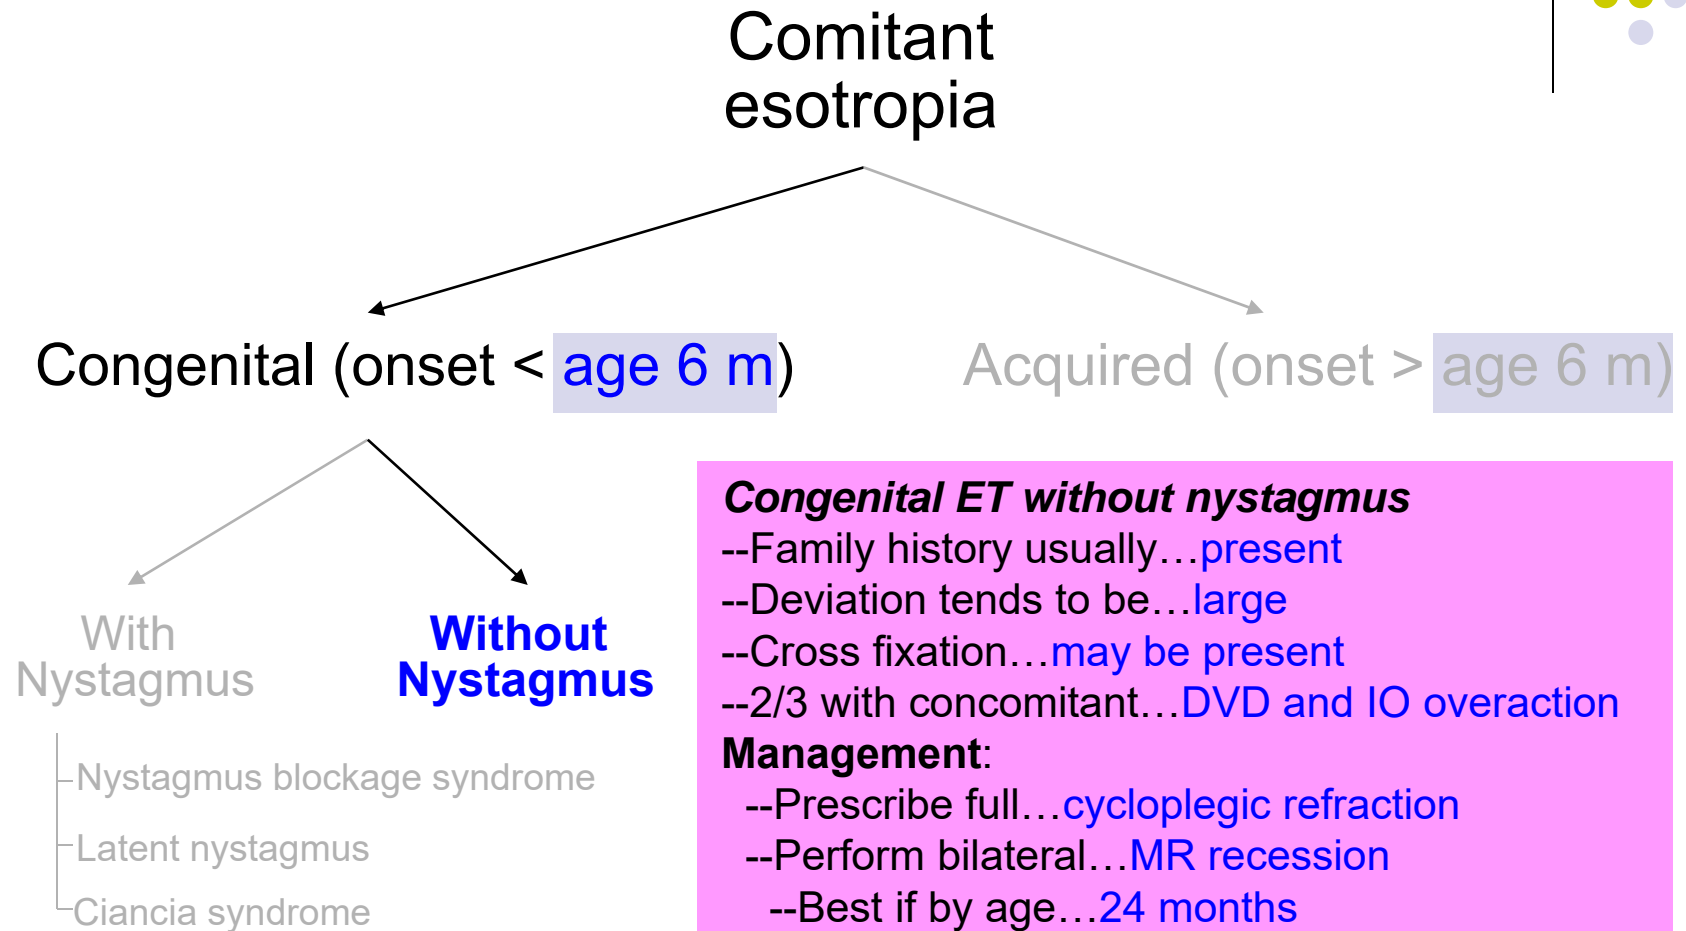 Comitant
esotropia
Congenital (onset < age 6 m)
Acquired (onset > age 6 m)
With
Nystagmus
Without
Nystagmus
Nystagmus blockage syndrome
Latent nystagmus
Ciancia syndrome
Congenital ET without nystagmus
--Family history usually…present
--Deviation tends to be…large
--Cross fixation…may be present
--2/3 with concomitant…DVD and IO overaction
Management:
--Prescribe full…cycloplegic refraction
--Perform bilateral…MR recession
--Best if by age…24 months